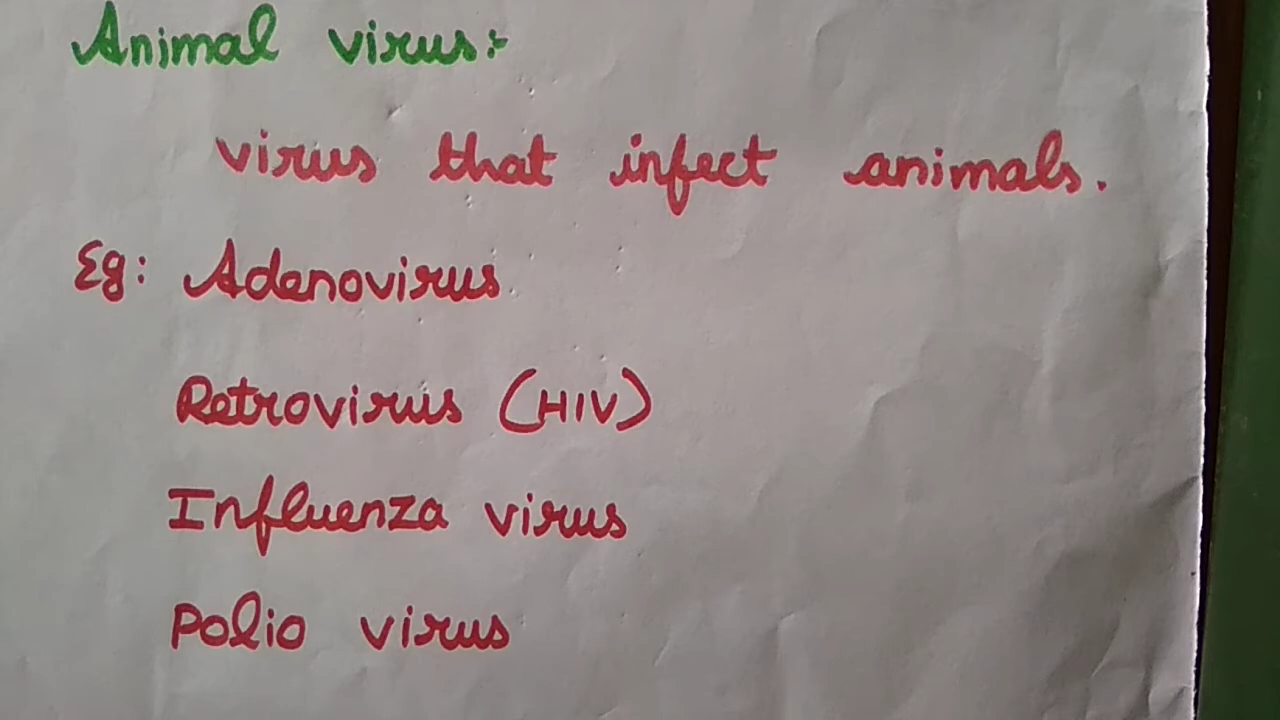 Animal virus:-
virus that infect animals.
Eg: Adenovirus
Retrovirus (HIV)
Influenza virus
Polio virus